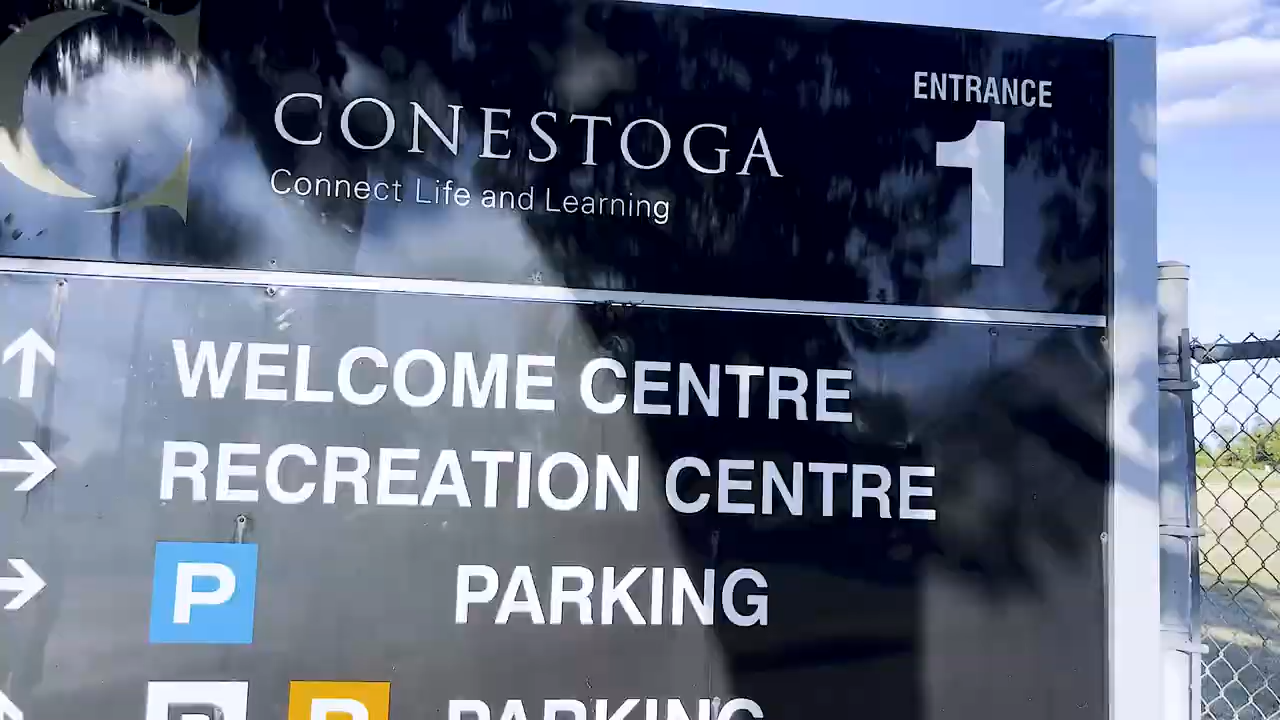 CONESTOGA
Connect Life and Learning
ENTRANCE
1
↑ WELCOME CENTRE
→ RECREATION CENTRE
→ P PARKING
P P PARKING